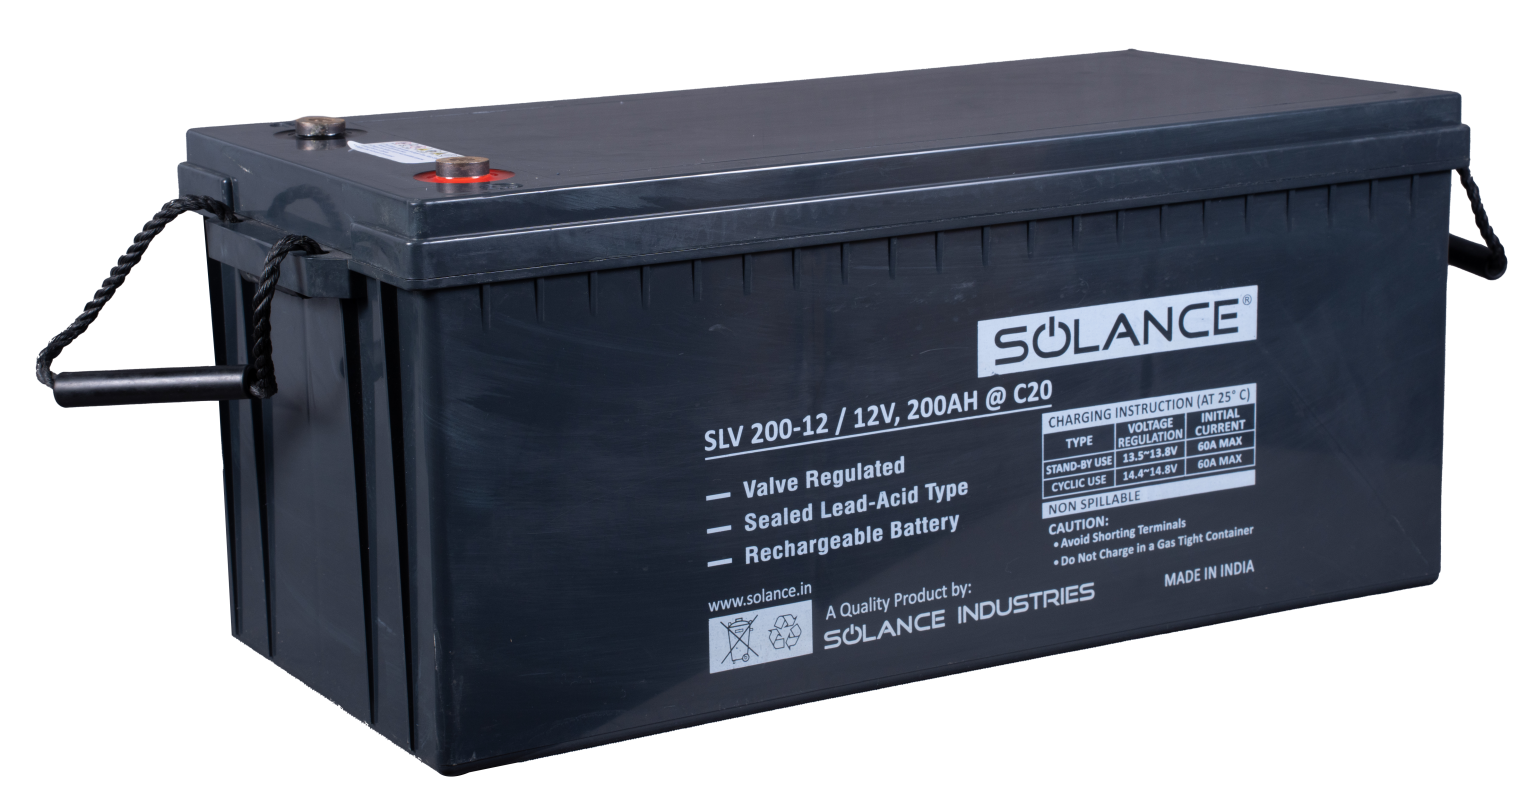 SOLANCE®
SLV 200-12 / 12V, 200AH @ C20
Valve Regulated
Sealed Lead-Acid Type
Rechargeable Battery
CHARGING INSTRUCTION (AT 25° C)
TYPE VOLTAGE REGULATION INITIAL CURRENT
STAND-BY USE 13.5~13.8V 60A MAX
CYCLIC USE 14.4~14.8V 60A MAX
NON SPILLABLE
CAUTION:
• Avoid Shorting Terminals
• Do Not Charge in a Gas Tight Container
MADE IN INDIA
www.solance.in
A Quality Product by:
SOLANCE INDUSTRIES